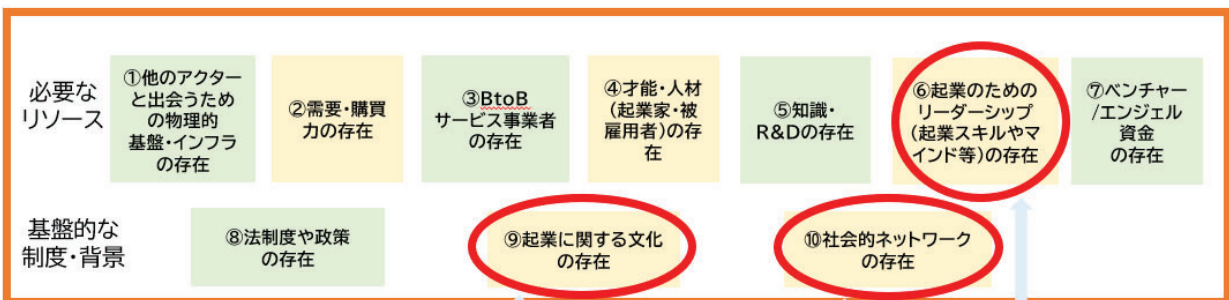 必要な
リソース
①他のアクター
と出会うため
の物理的
基盤・インフラ
の存在
②需要・購買
力の存在
③BtoB
サービス事業者
の存在
④才能・人材
(起業家・被
雇用者)の存
在
⑤知識・
R&Dの存在
⑥起業のための
リーダーシップ
(起業スキルやマ
インド等)の存在
⑦ベンチャー
/エンジェル
資金
の存在
基盤的な
制度・背景
⑧法制度や政策
の存在
⑨起業に関する文化
の存在
⑩社会的ネットワーク
の存在